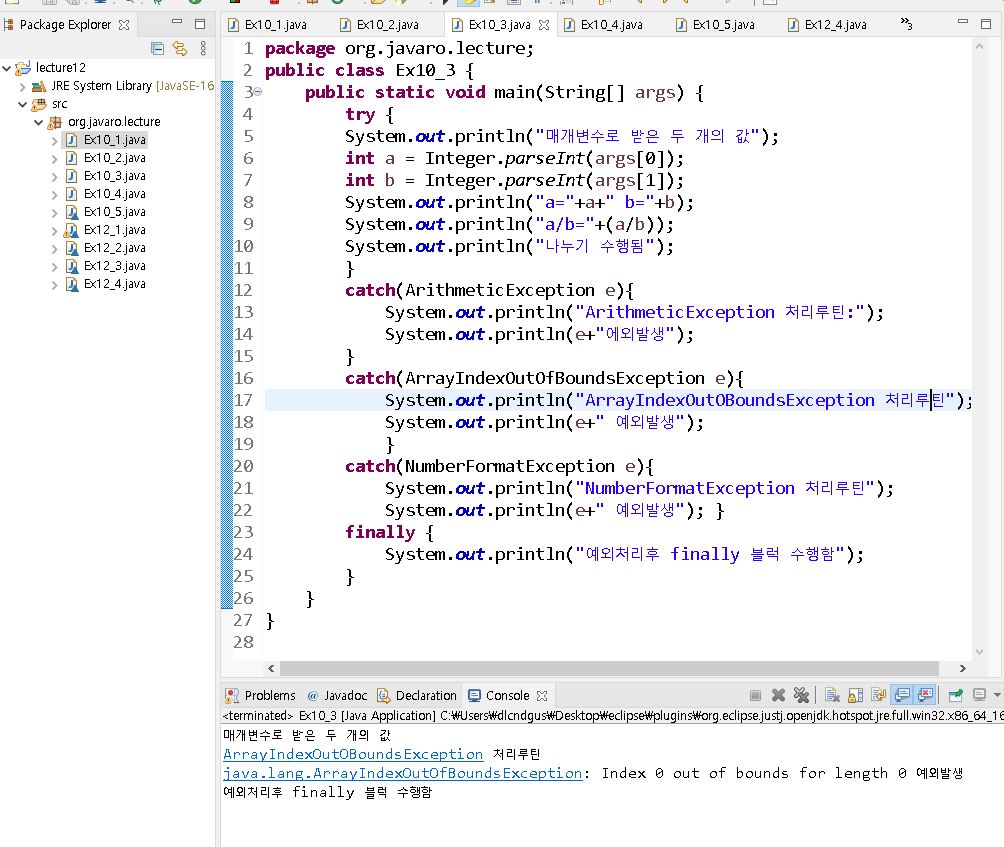 Package Explorer
lecture12
JRE System Library [JavaSE-16
src
org.javaro.lecture
Ex10_1.java
Ex10_2.java
Ex10_3.java
Ex10_4.java
Ex10_5.java
Ex12_1.java
Ex12_2.java
Ex12_3.java
Ex12_4.java
Ex10_1.java Ex10_2.java Ex10_3.java Ex10_4.java Ex10_5.java Ex12_4.java »3
1 package org.javaro.lecture;
2 public class Ex10_3 {
3 public static void main(String[] args) {
4 try {
5 System.out.println("매개변수로 받은 두 개의 값");
6 int a = Integer.parseInt(args[0]);
7 int b = Integer.parseInt(args[1]);
8 System.out.println("a="+a+" b="+b);
9 System.out.println("a/b="+(a/b));
10 System.out.println("나누기 수행됨");
11 }
12 catch(ArithmeticException e){
13 System.out.println("ArithmeticException 처리루틴:");
14 System.out.println(e+"에외발생");
15 }
16 catch(ArrayIndexOutOfBoundsException e){
17 System.out.println("ArrayIndexOutOBoundsException 처리루틴");
18 System.out.println(e+" 예외발생");
19 }
20 catch(NumberFormatException e){
21 System.out.println("NumberFormatException 처리루틴");
22 System.out.println(e+" 예외발생"); }
23 finally {
24 System.out.println("예외처리후 finally 블럭 수행함");
25 }
26 }
27 }
28
Problems @ Javadoc Declaration Console
<terminated> Ex10_3 [Java Application] C:₩Users₩dlcndgus₩Desktop₩eclipse₩plugins₩org.eclipse.justj.openjdk.hotspot.jre.full.win32.x86_64_16
매개변수로 받은 두 개의 값
ArrayIndexOutOBoundsException 처리루틴
java.lang.ArrayIndexOutOfBoundsException: Index 0 out of bounds for length 0 예외발생
예외처리후 finally 블럭 수행함